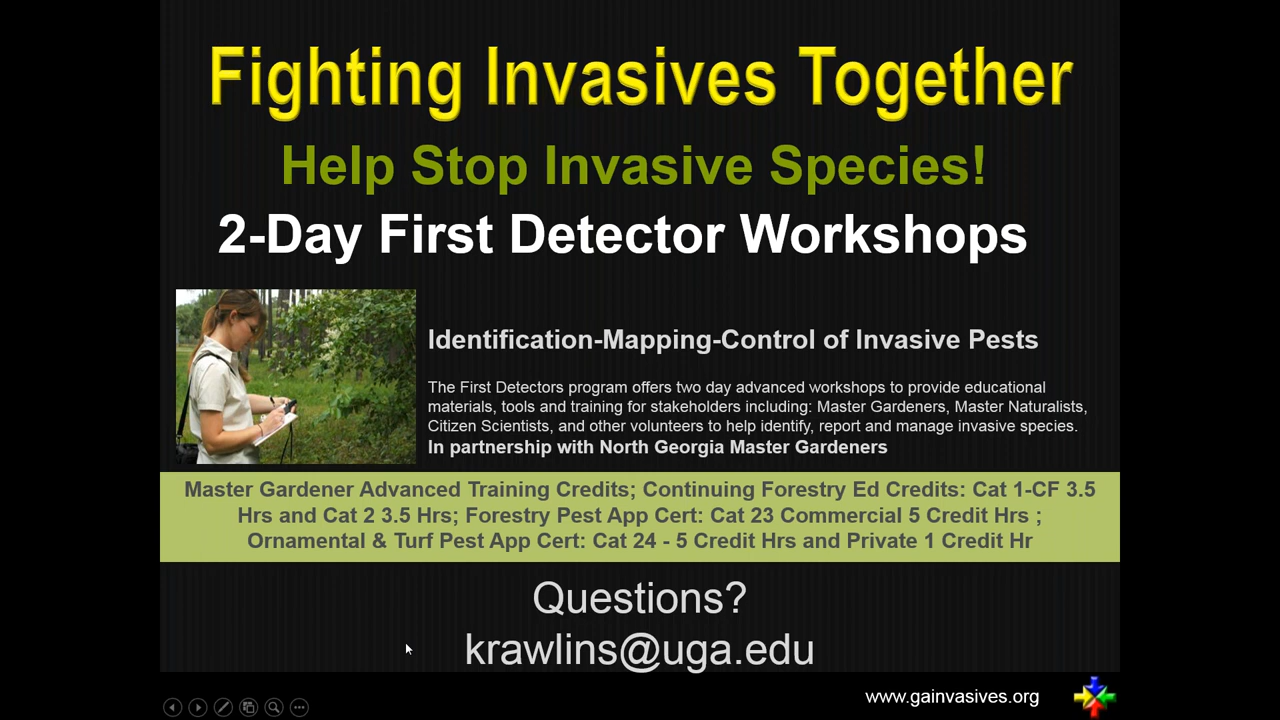 Fighting Invasives Together
Help Stop Invasive Species!
2-Day First Detector Workshops
Identification-Mapping-Control of Invasive Pests
The First Detectors program offers two day advanced workshops to provide educational
materials, tools and training for stakeholders including: Master Gardeners, Master Naturalists,
Citizen Scientists, and other volunteers to help identify, report and manage invasive species.
In partnership with North Georgia Master Gardeners
Master Gardener Advanced Training Credits; Continuing Forestry Ed Credits: Cat 1-CF 3.5
Hrs and Cat 2 3.5 Hrs; Forestry Pest App Cert: Cat 23 Commercial 5 Credit Hrs ;
Ornamental & Turf Pest App Cert: Cat 24 - 5 Credit Hrs and Private 1 Credit Hr
Questions?
krawlins@uga.edu
www.gainvasives.org